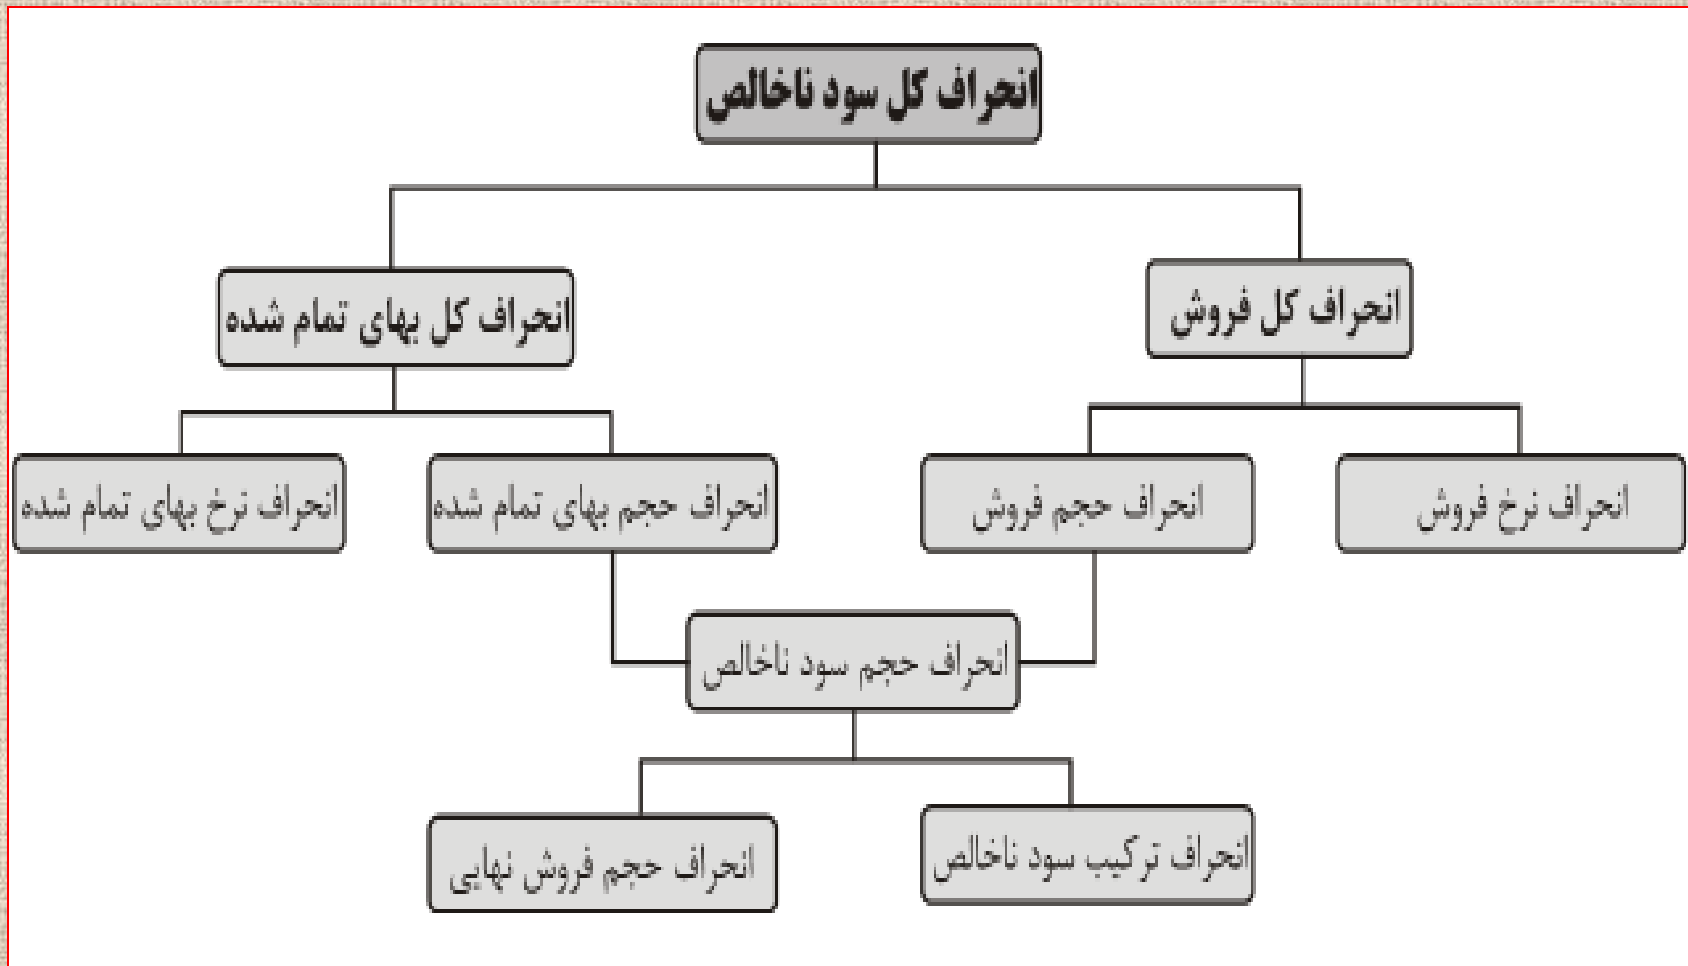 انحراف کل سود ناخالص
انحراف کل فروش
انحراف کل بهای تمام شده
انحراف نرخ فروش
انحراف حجم فروش
انحراف حجم بهای تمام شده
انحراف نرخ بهای تمام شده
انحراف حجم سود ناخالص
انحراف ترکیب سود ناخالص
انحراف حجم فروش نهایی